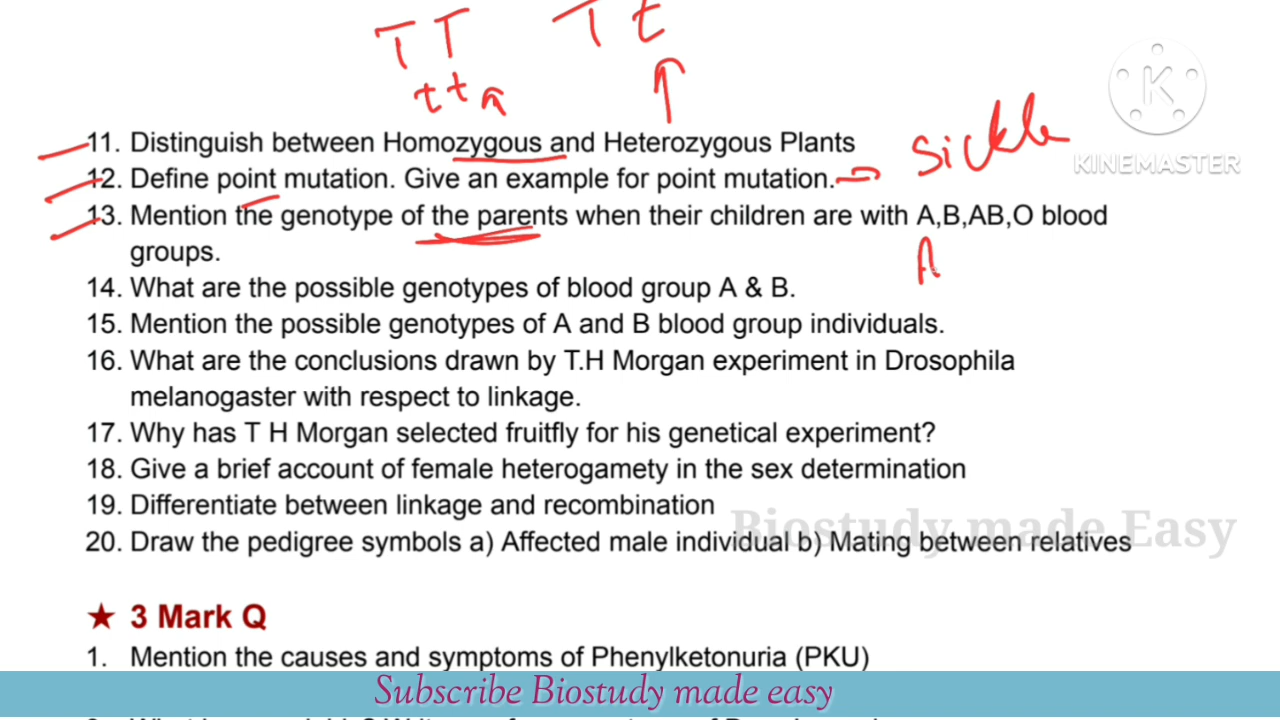 T T T t
t t
11. Distinguish between Homozygous and Heterozygous Plants
sickle
KINEMASTER
12. Define point mutation. Give an example for point mutation.
13. Mention the genotype of the parents when their children are with A,B,AB,O blood
groups.
A
14. What are the possible genotypes of blood group A & B.
15. Mention the possible genotypes of A and B blood group individuals.
16. What are the conclusions drawn by T.H Morgan experiment in Drosophila
melanogaster with respect to linkage.
17. Why has T H Morgan selected fruitfly for his genetical experiment?
18. Give a brief account of female heterogamety in the sex determination
19. Differentiate between linkage and recombination
Biostudy made Easy
20. Draw the pedigree symbols a) Affected male individual b) Mating between relatives
★ 3 Mark Q
1. Mention the causes and symptoms of Phenylketonuria (PKU)
Subscribe Biostudy made easy